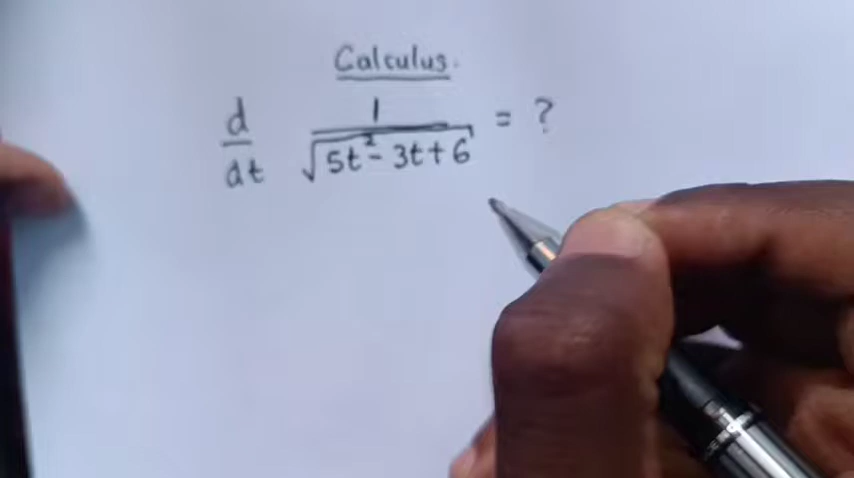 Calculus.
d/dt 1/√(5t² - 3t + 6) = ?